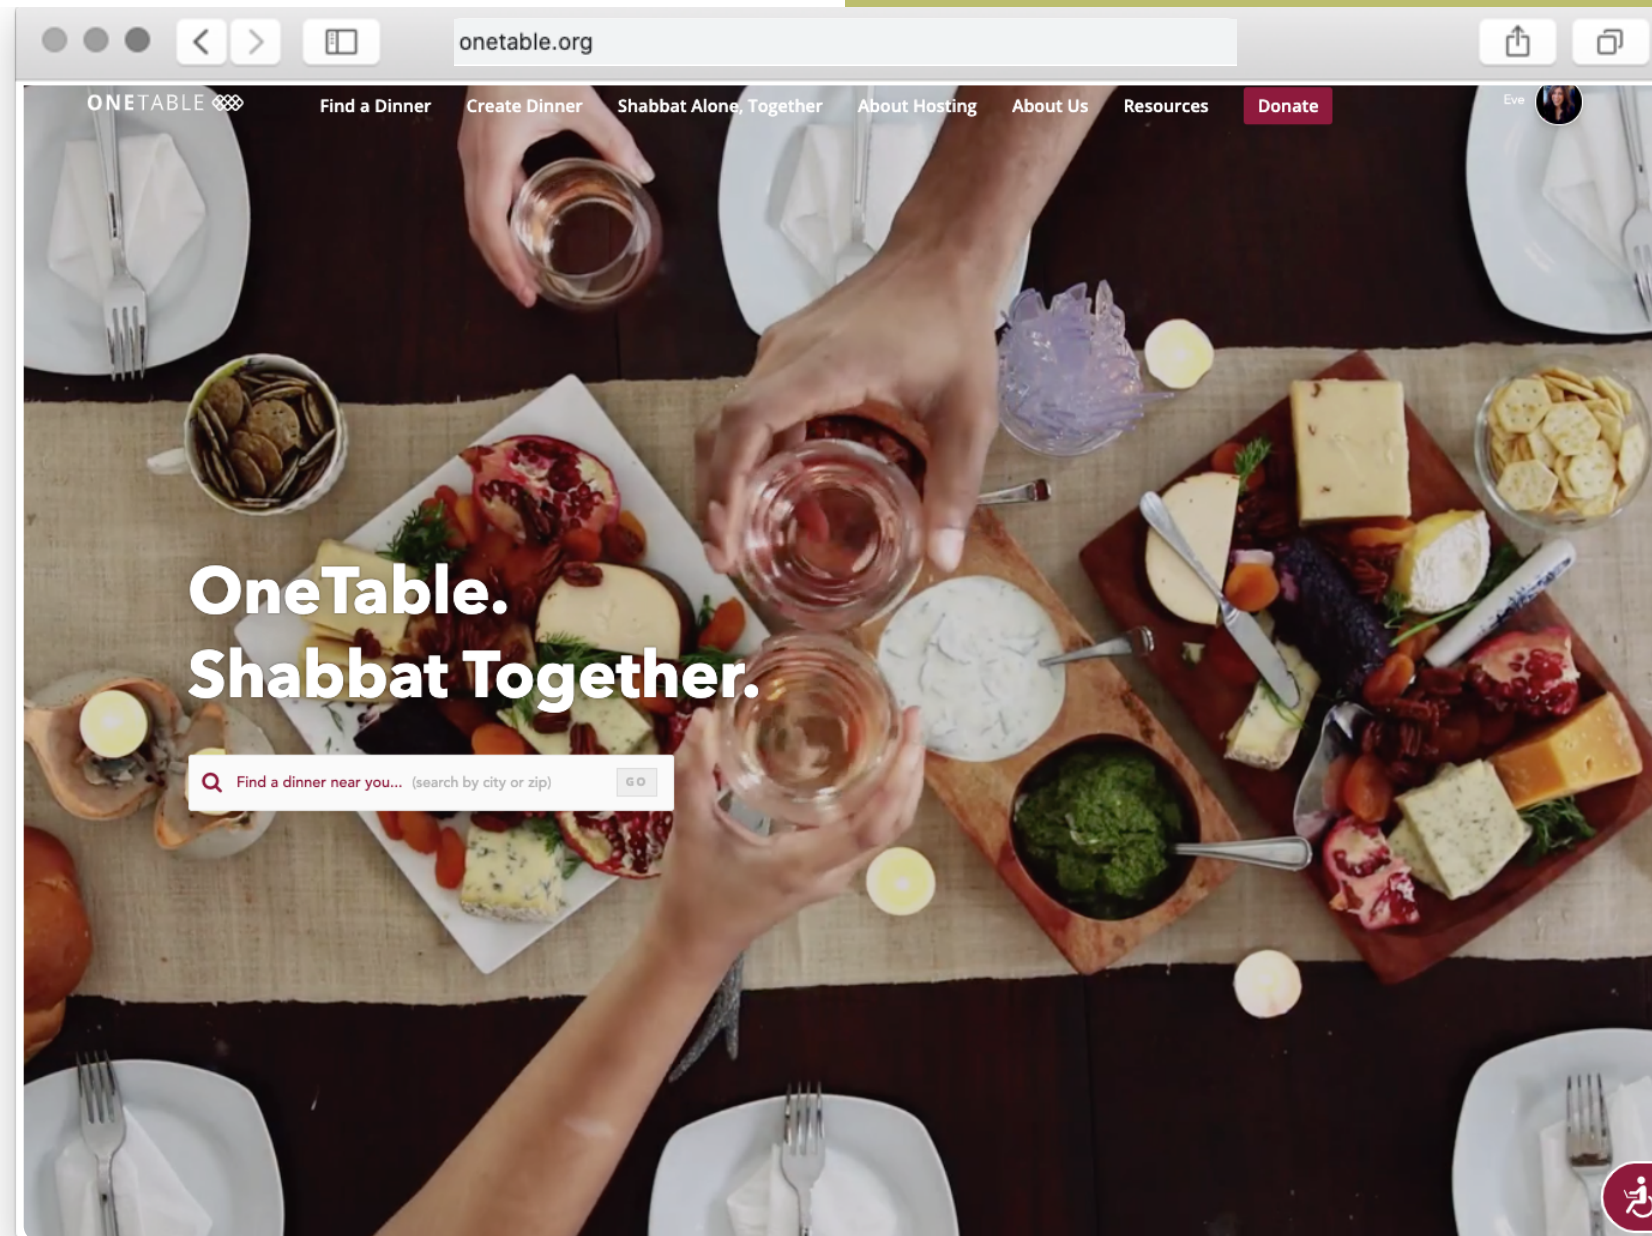 onetable.org
ONETABLE
Find a Dinner Create Dinner Shabbat Alone, Together About Hosting About Us Resources Donate
Eve
OneTable.
Shabbat Together.
Find a dinner near you... (search by city or zip) GO